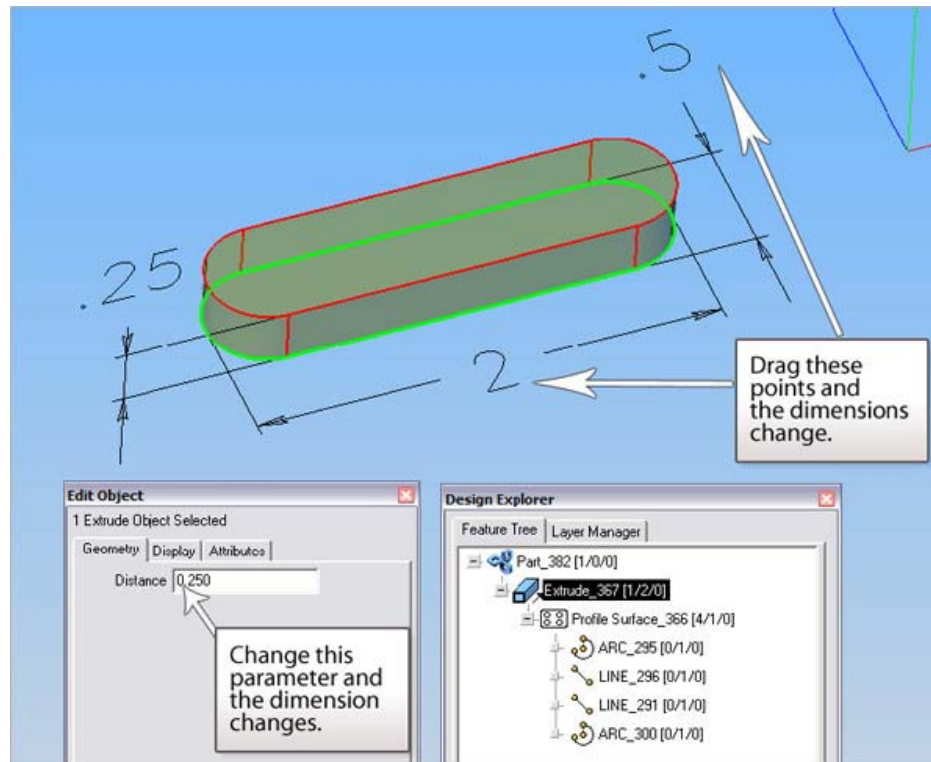 .5
.25
2
Drag these
points and
the dimensions
change.
Edit Object
1 Extrude Object Selected
Geometry Display Attributes
Distance 0.250
Change this
parameter and
the dimension
changes.
Design Explorer
Feature Tree Layer Manager
Part_382 [1/0/0]
Extrude_367 [1/2/0]
Profile Surface_366 [4/1/0]
ARC_295 [0/1/0]
LINE_296 [0/1/0]
LINE_291 [0/1/0]
ARC_300 [0/1/0]